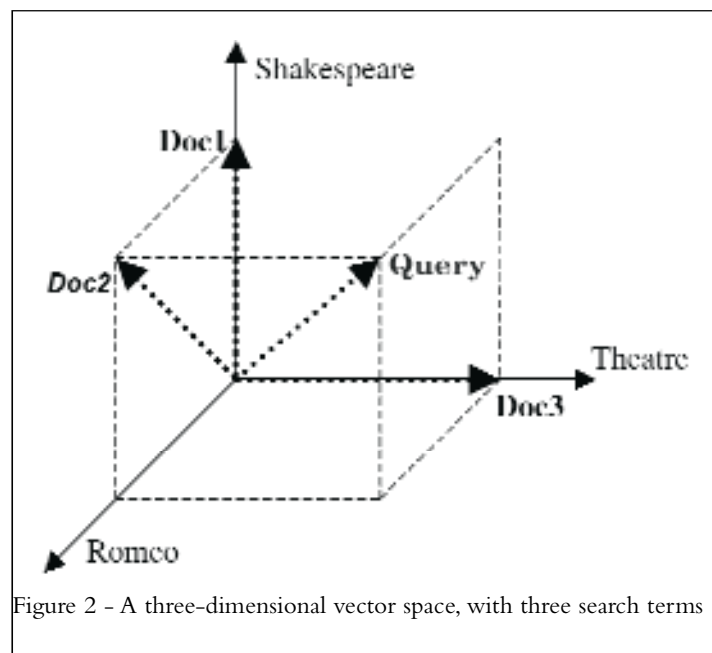 Shakespeare
Doc1
Doc2
Query
Theatre
Doc3
Romeo
Figure 2 - A three-dimensional vector space, with three search terms